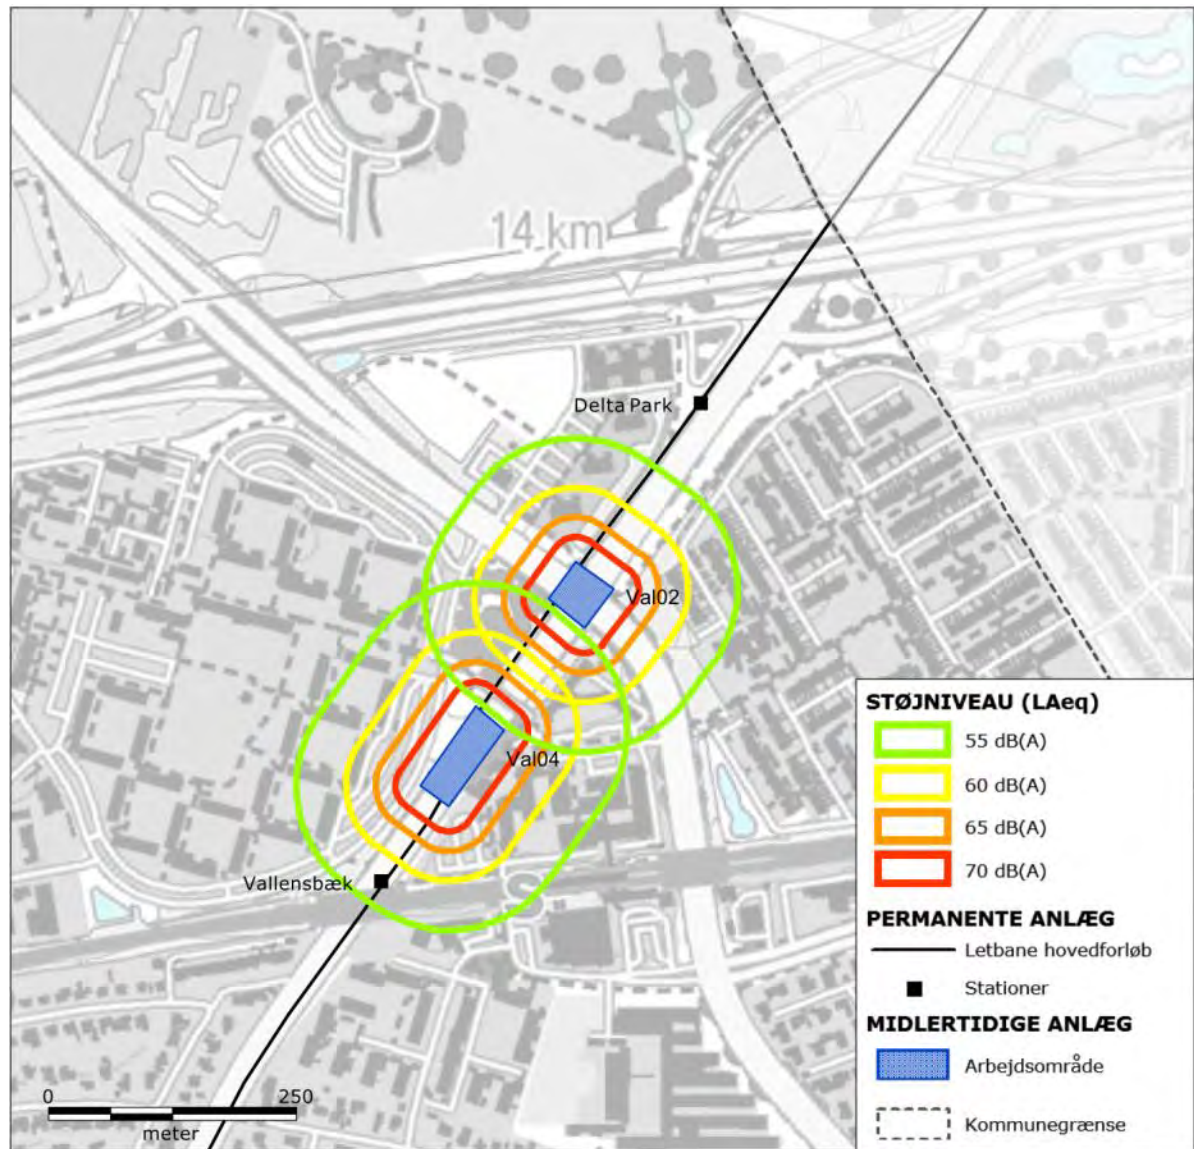 14 km
Delta Park
Val02
Val04
Vallensbæk
S
0 250
meter
STØJNIVEAU (LAeq)
55 dB(A)
60 dB(A)
65 dB(A)
70 dB(A)
PERMANENTE ANLÆG
Letbane hovedforløb
Stationer
MIDLERTIDIGE ANLÆG
Arbejdsområde
Kommunegrænse